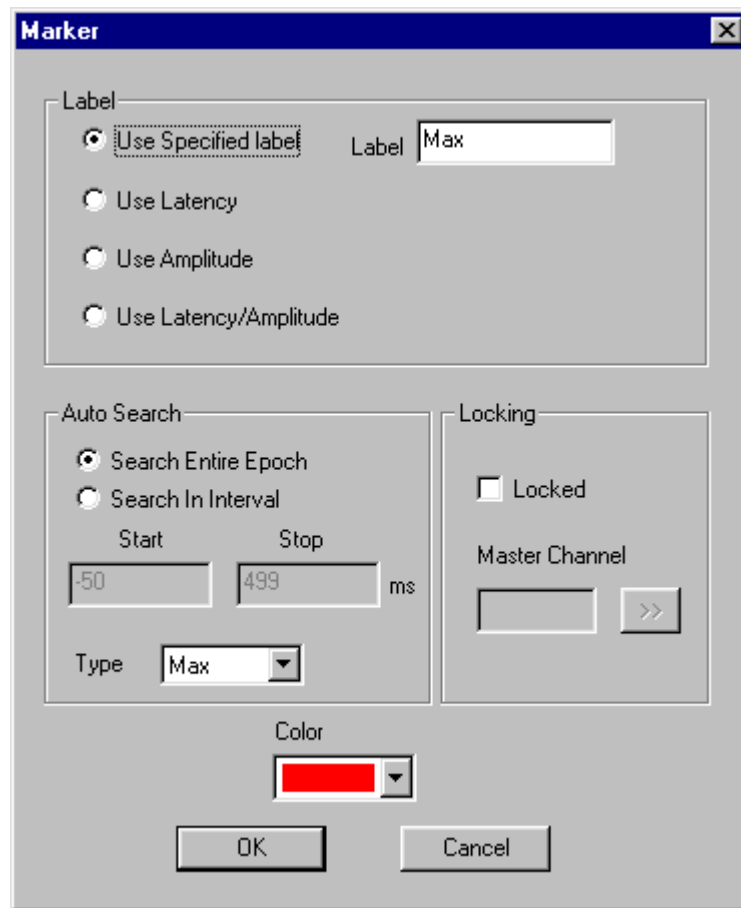 Marker
Label
Use Specified label
Label
Max
Use Latency
Use Amplitude
Use Latency/Amplitude
Auto Search
Search Entire Epoch
Search In Interval
Start
Stop
-50
499
ms
Type
Max
Locking
Locked
Master Channel
>>
Color
OK
Cancel